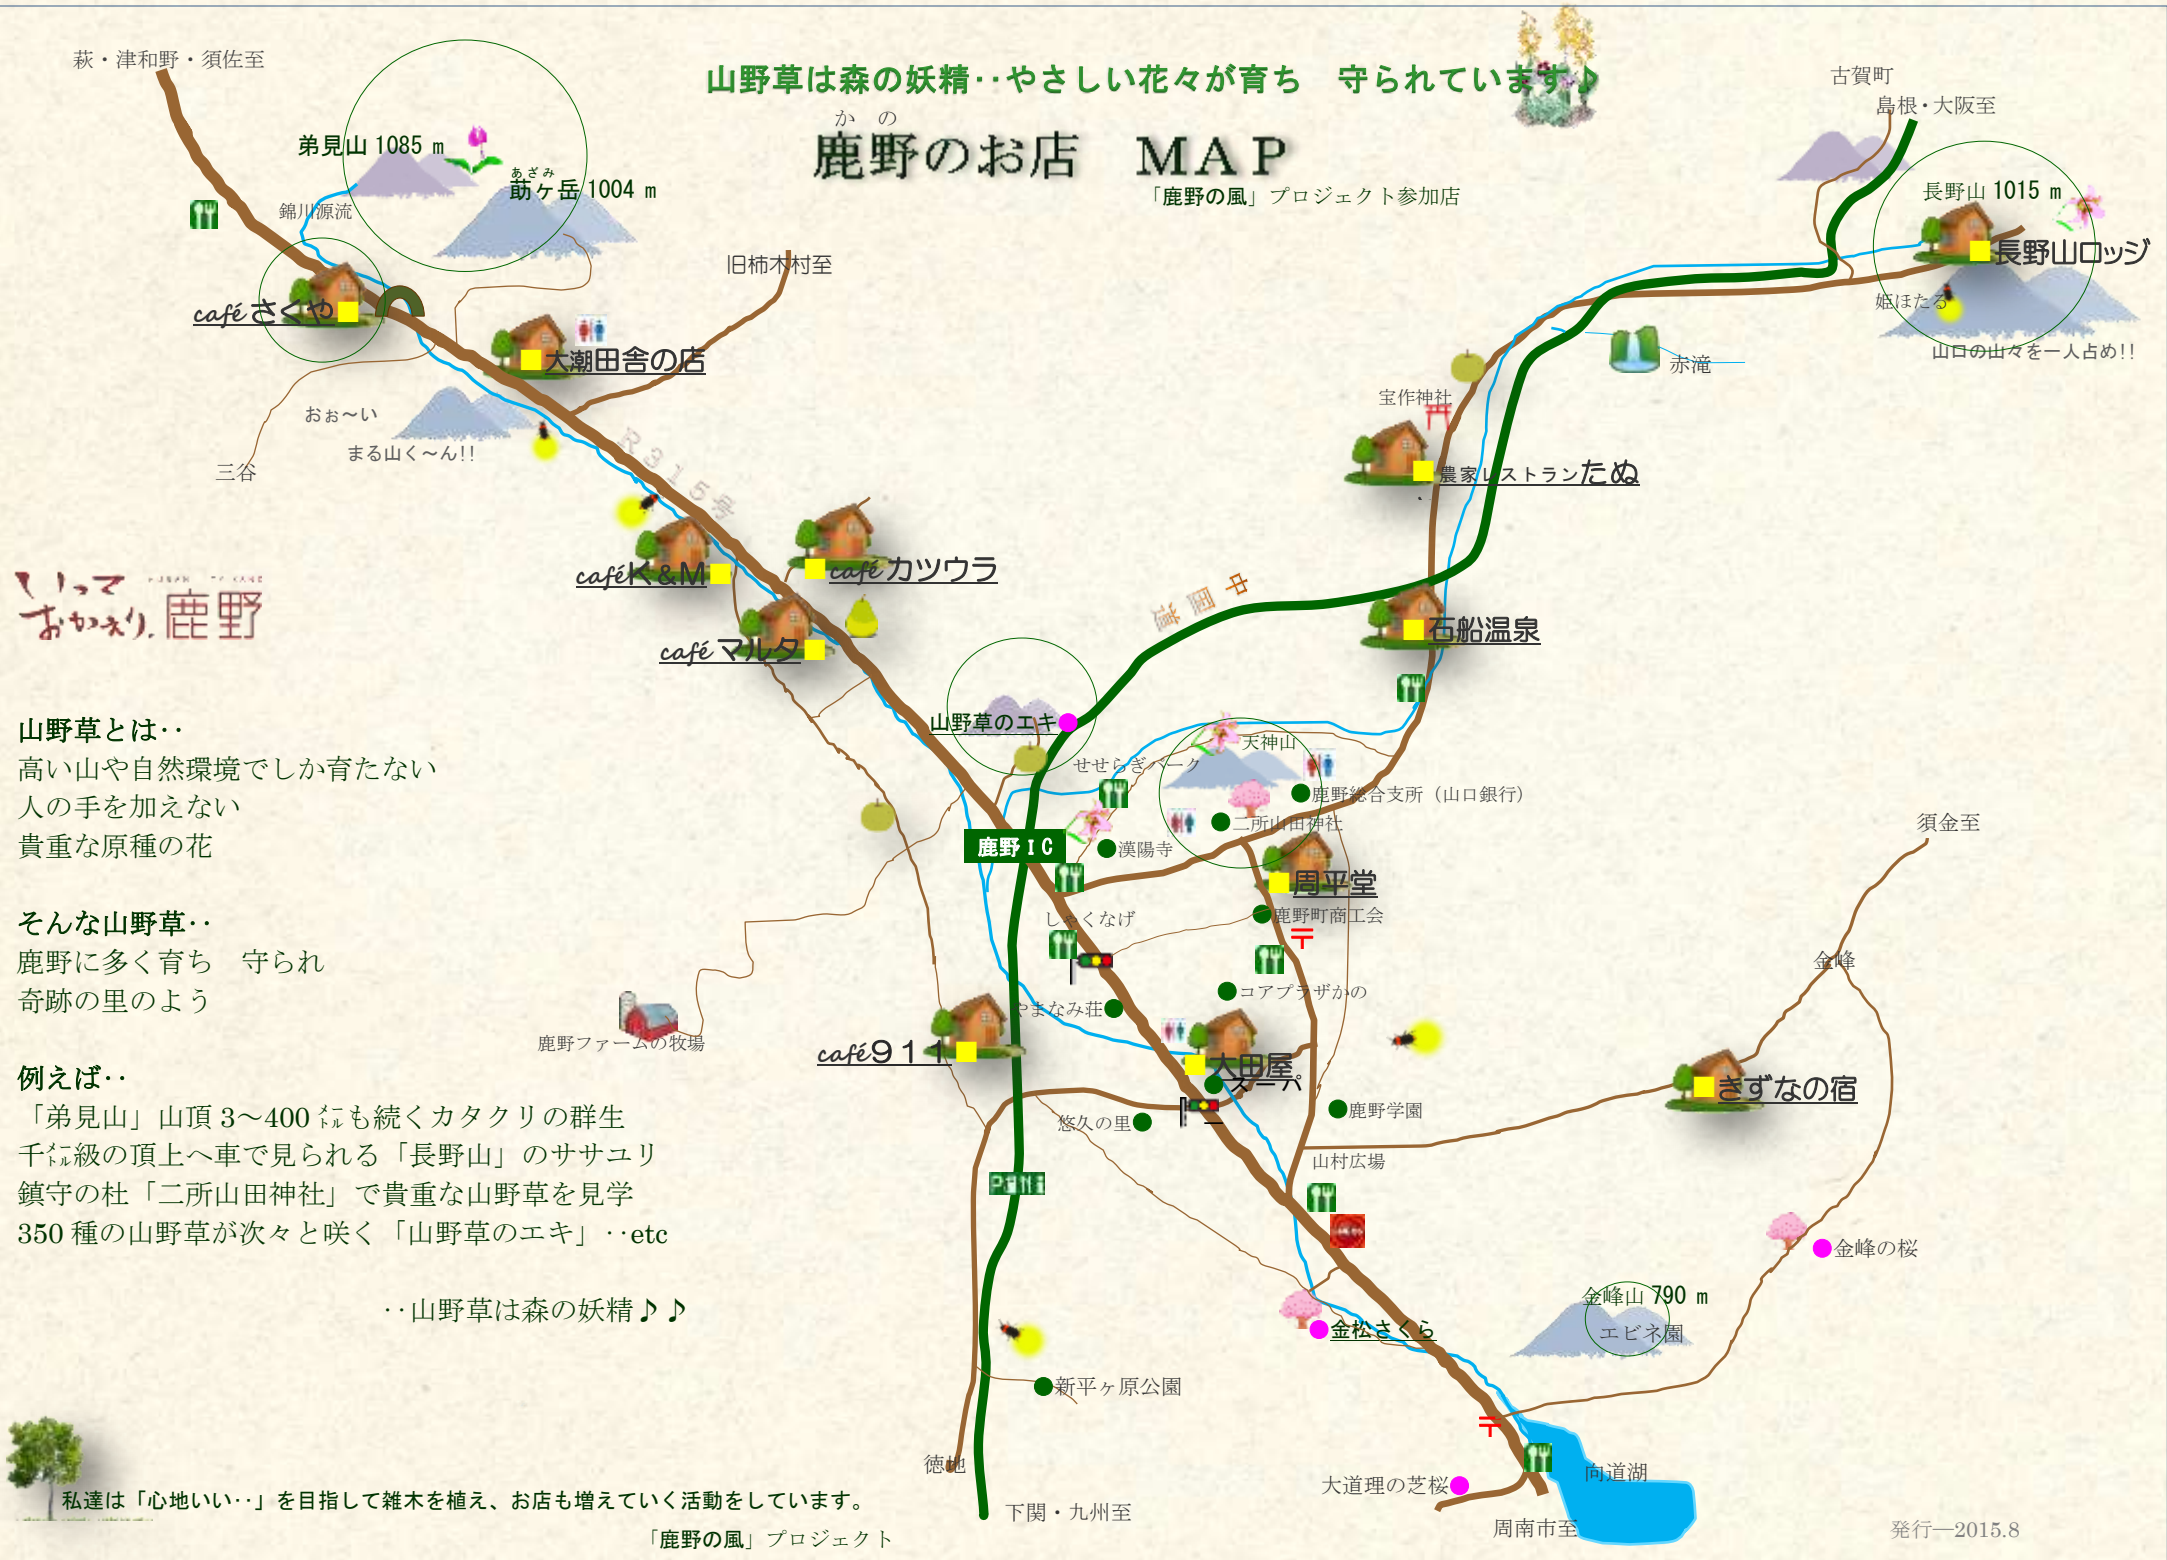 萩・津和野・須佐至
山野草は森の妖精‥やさしい花々が育ち　守られています♪
かの
鹿野のお店　ＭＡＰ
「鹿野の風」プロジェクト参加店
古賀町
島根・大阪至
弟見山 1085 m
あざみ
莇ヶ岳 1004 m
錦川源流
長野山 1015 m
長野山ロッジ
姫ほたる
山口の山々を一人占め!!
旧柿木村至
café さくや
大潮田舎の店
赤滝
おぉ～い
まる山く～ん!!
三谷
宝作神社
農家レストランたぬ
Ｒ３１５号
caféＫ＆Ｍ
café カツウラ
café マルタ
中国道
石船温泉
いって
おかえり．鹿野
山野草のエキ
せせらぎパーク
天神山
鹿野総合支所（山口銀行）
二所山田神社
鹿野ＩＣ
漢陽寺
周平堂
しゃくなげ
鹿野町商工会
〒
須金至
金峰
コアプラザかの
やまなみ荘
鹿野ファームの牧場
café９１１
大田屋
スーパー
きずなの宿
悠久の里
鹿野学園
山村広場
金峰の桜
金峰山 790 m
エビネ園
金松さくら
新平ヶ原公園
〒
徳地
大道理の芝桜
向道湖
下関・九州至
周南市至
山野草とは‥
高い山や自然環境でしか育たない
人の手を加えない
貴重な原種の花
そんな山野草‥
鹿野に多く育ち　守られ
奇跡の里のよう
例えば‥
「弟見山」山頂 3～400 ㍍も続くカタクリの群生
千㍍級の頂上へ車で見られる「長野山」のササユリ
鎮守の杜「二所山田神社」で貴重な山野草を見学
350 種の山野草が次々と咲く「山野草のエキ」‥etc
‥山野草は森の妖精♪♪
私達は「心地いい‥」を目指して雑木を植え、お店も増えていく活動をしています。
「鹿野の風」プロジェクト
発行―2015.8